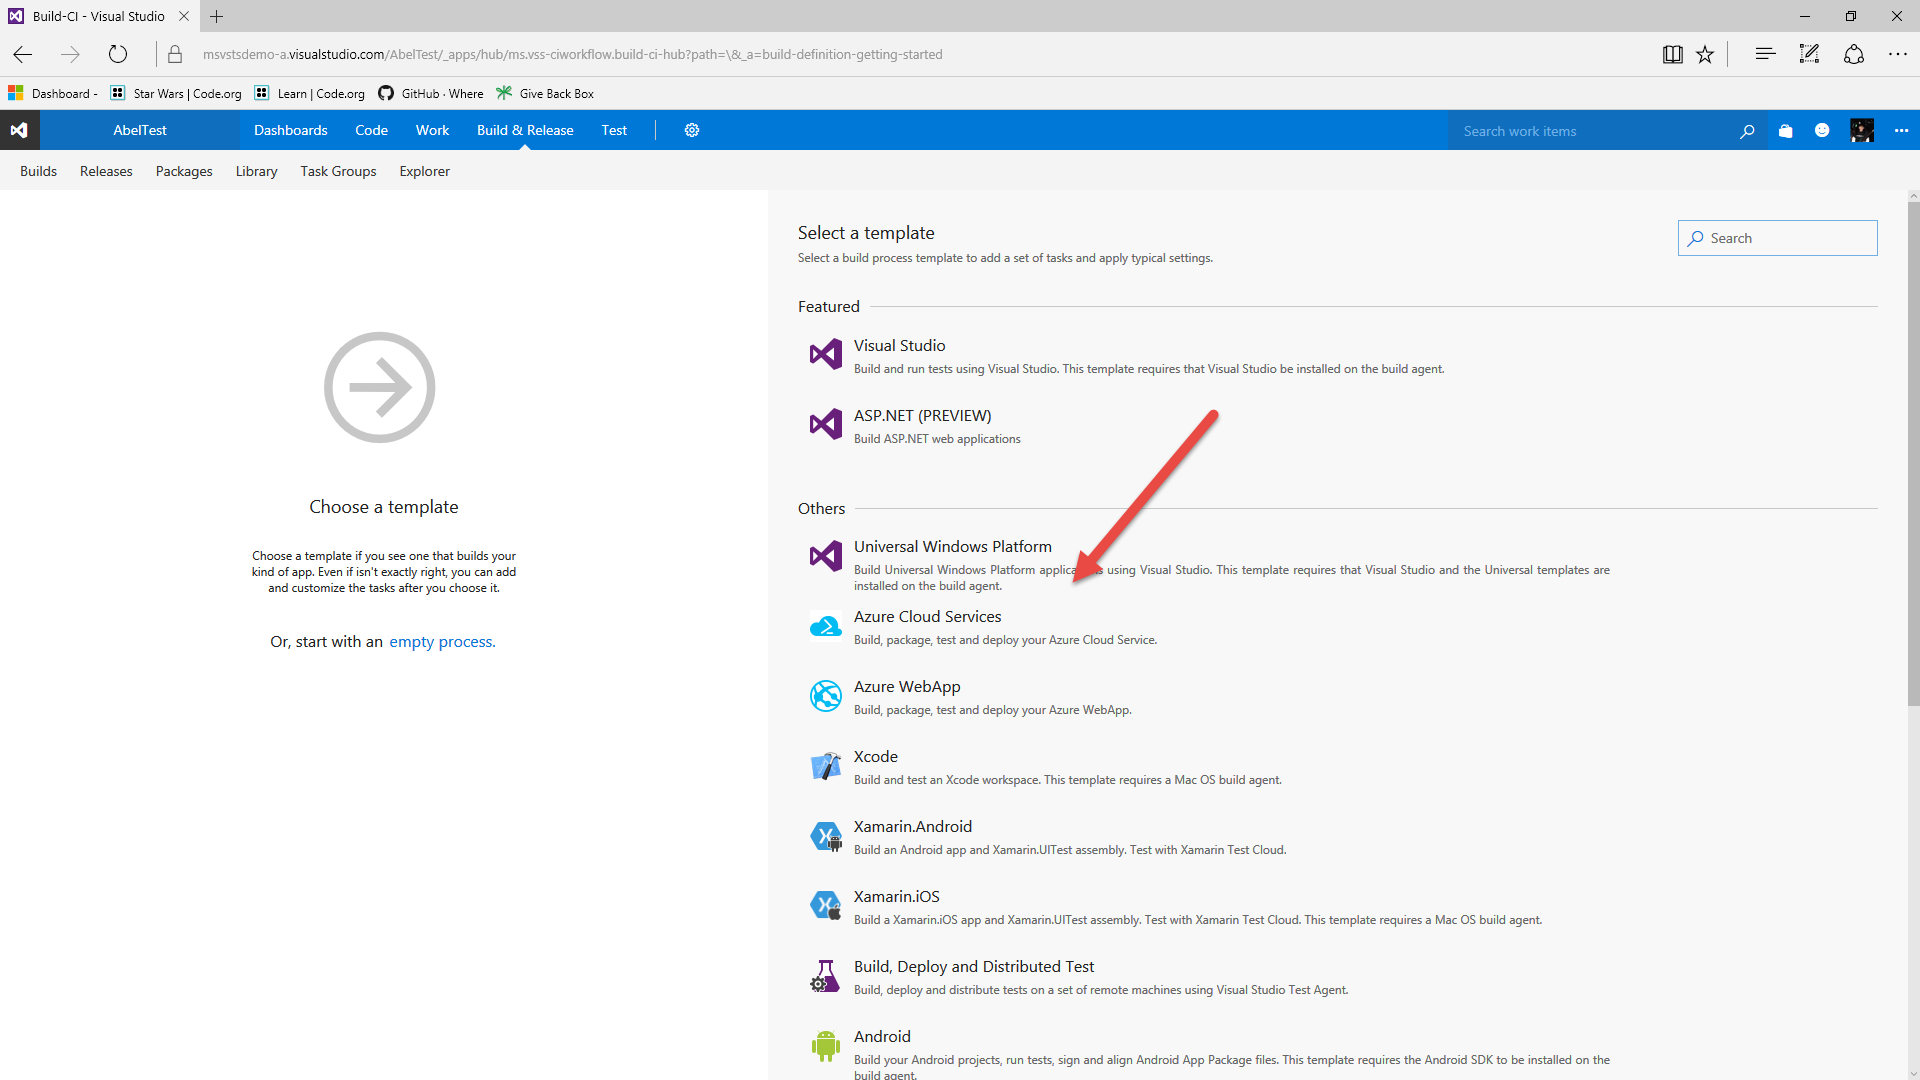 Build-CI - Visual Studio
msvstsdemo-a.visualstudio.com/AbelTest/_apps/hub/ms.vss-ciworkflow.build-ci-hub?path=\&_a=build-definition-getting-started
Dashboard - Star Wars | Code.org Learn | Code.org GitHub · Where Give Back Box
AbelTest Dashboards Code Work Build & Release Test Search work items
Builds Releases Packages Library Task Groups Explorer
Choose a template
Choose a template if you see one that builds your
kind of app. Even if isn't exactly right, you can add
and customize the tasks after you choose it.
Or, start with an empty process.
Select a template
Search
Select a build process template to add a set of tasks and apply typical settings.
Featured
Visual Studio
Build and run tests using Visual Studio. This template requires that Visual Studio be installed on the build agent.
ASP.NET (PREVIEW)
Build ASP.NET web applications
Others
Universal Windows Platform
Build Universal Windows Platform using Visual Studio. This template requires that Visual Studio and the Universal templates are
installed on the build agent.
Azure Cloud Services
Build, package, test and deploy your Azure Cloud Service.
Azure WebApp
Build, package, test and deploy your Azure WebApp.
Xcode
Build and test an Xcode workspace. This template requires a Mac OS build agent.
Xamarin.Android
Build an Android app and Xamarin.UITest assembly. Test with Xamarin Test Cloud.
Xamarin.iOS
Build a Xamarin.iOS app and Xamarin.UITest assembly. Test with Xamarin Test Cloud. This template requires a Mac OS build agent.
Build, Deploy and Distributed Test
Build, deploy and distribute tests on a set of remote machines using Visual Studio Test Agent.
Android
Build your Android projects, run tests, sign and align Android App Package files. This template requires the Android SDK to be installed on the
build agent.